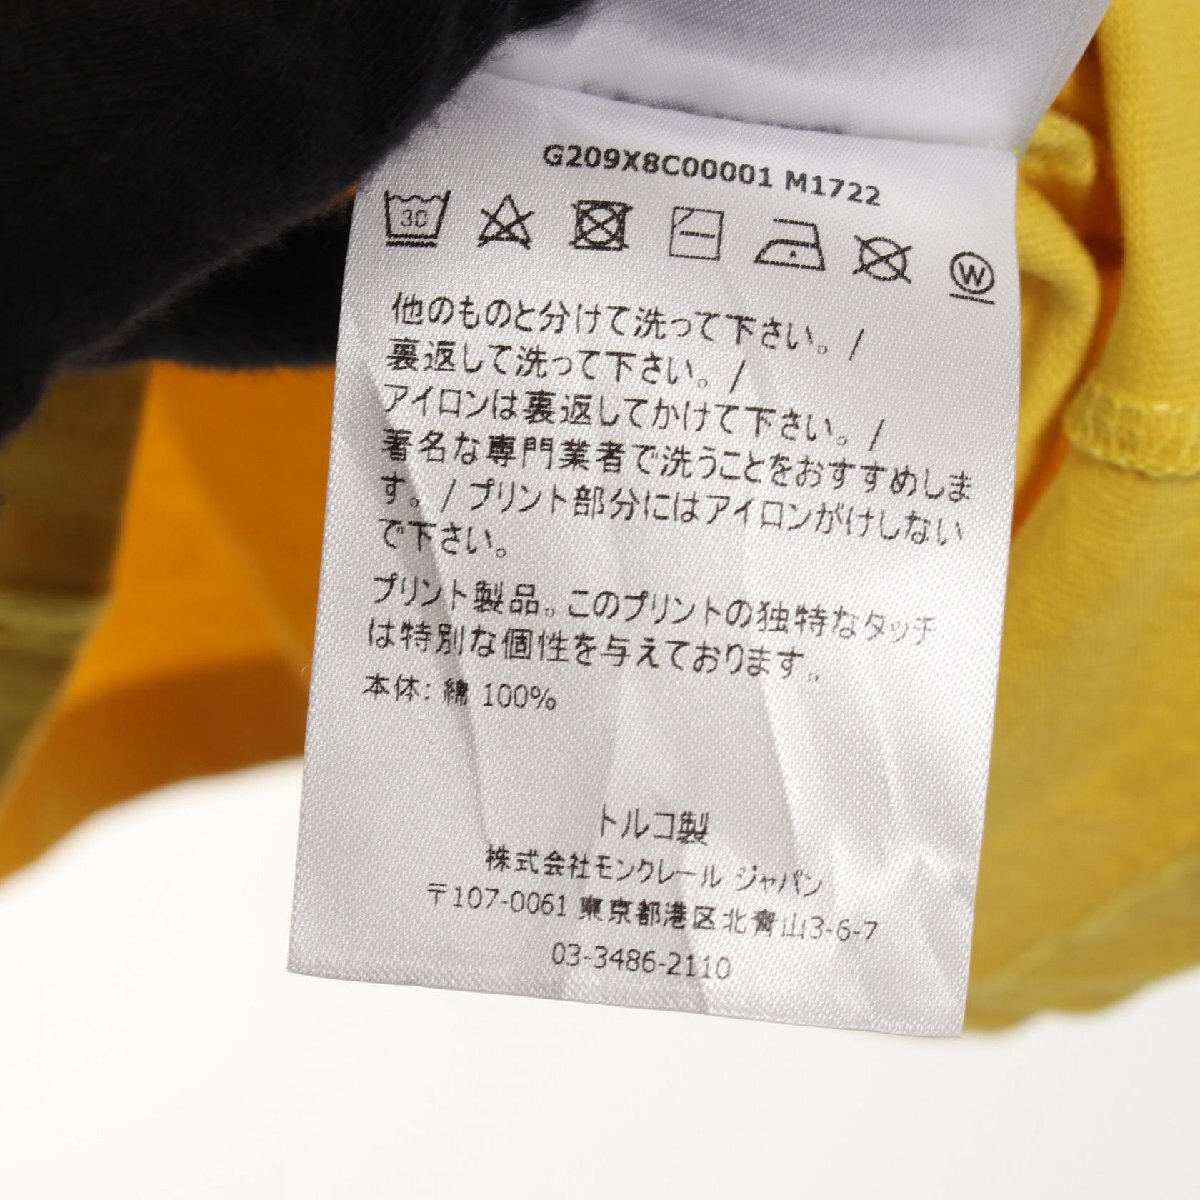 G209X8C00001 M1722
30
W
他のものと分けて洗って下さい。/
裏返して洗って下さい。/
アイロンは裏返してかけて下さい。/
著名な専門業者で洗うことをおすすめしま
す。/ プリント部分にはアイロンがけしない
で下さい。
プリント製品。このプリントの独特なタッチ
は特別な個性を与えております。
本体: 綿 100%
トルコ製
株式会社モンクレール ジャパン
〒107-0061 東京都港区北青山3-6-7
03-3486-2110